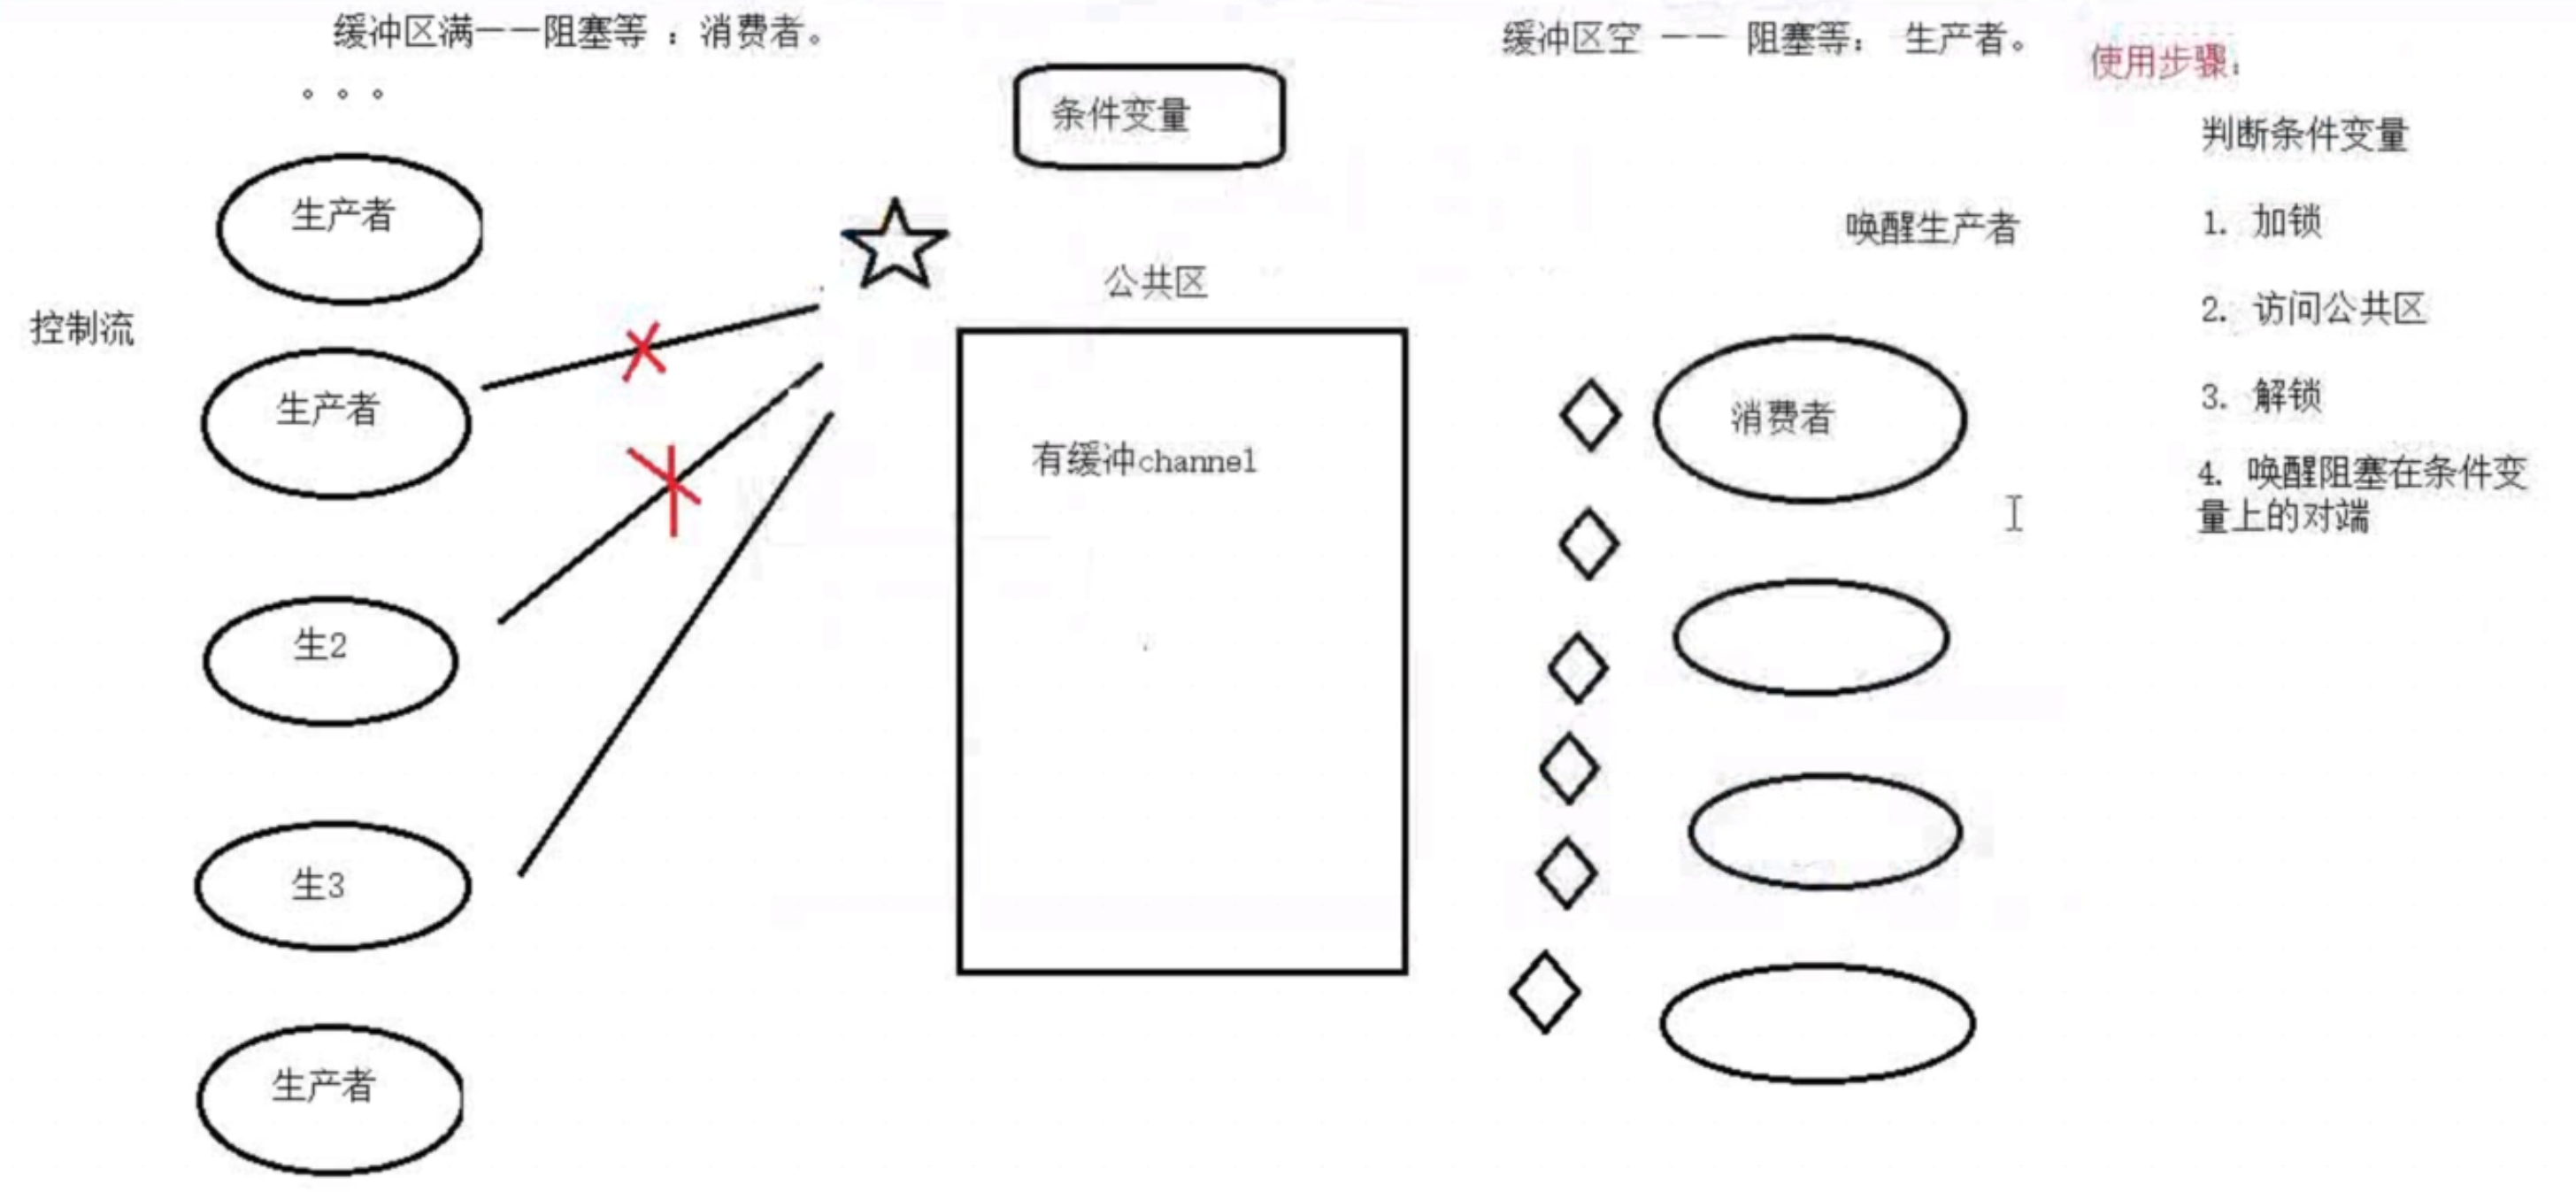 缓冲区满——阻塞等 ：消费者。
。。。
生产者
控制流
生产者
生2
生3
生产者
条件变量
公共区
有缓冲channel
缓冲区空 —— 阻塞等： 生产者。
唤醒生产者
消费者
使用步骤：
判断条件变量
1. 加锁
2. 访问公共区
3. 解锁
4. 唤醒阻塞在条件变
量上的对端